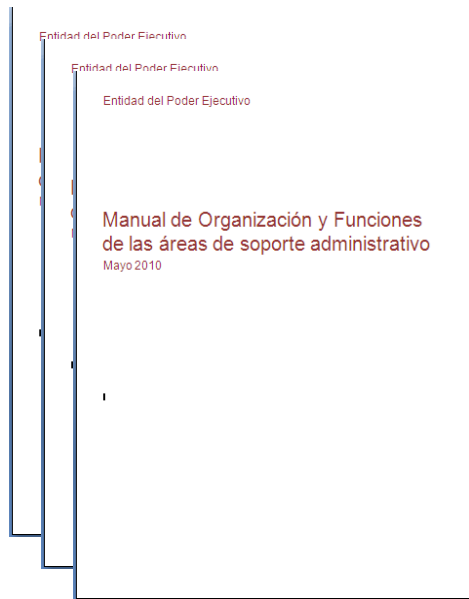 Entidad del Poder Ejecutivo
Entidad del Poder Ejecutivo
Entidad del Poder Ejecutivo
Manual de Organización y Funciones
de las áreas de soporte administrativo
Mayo 2010